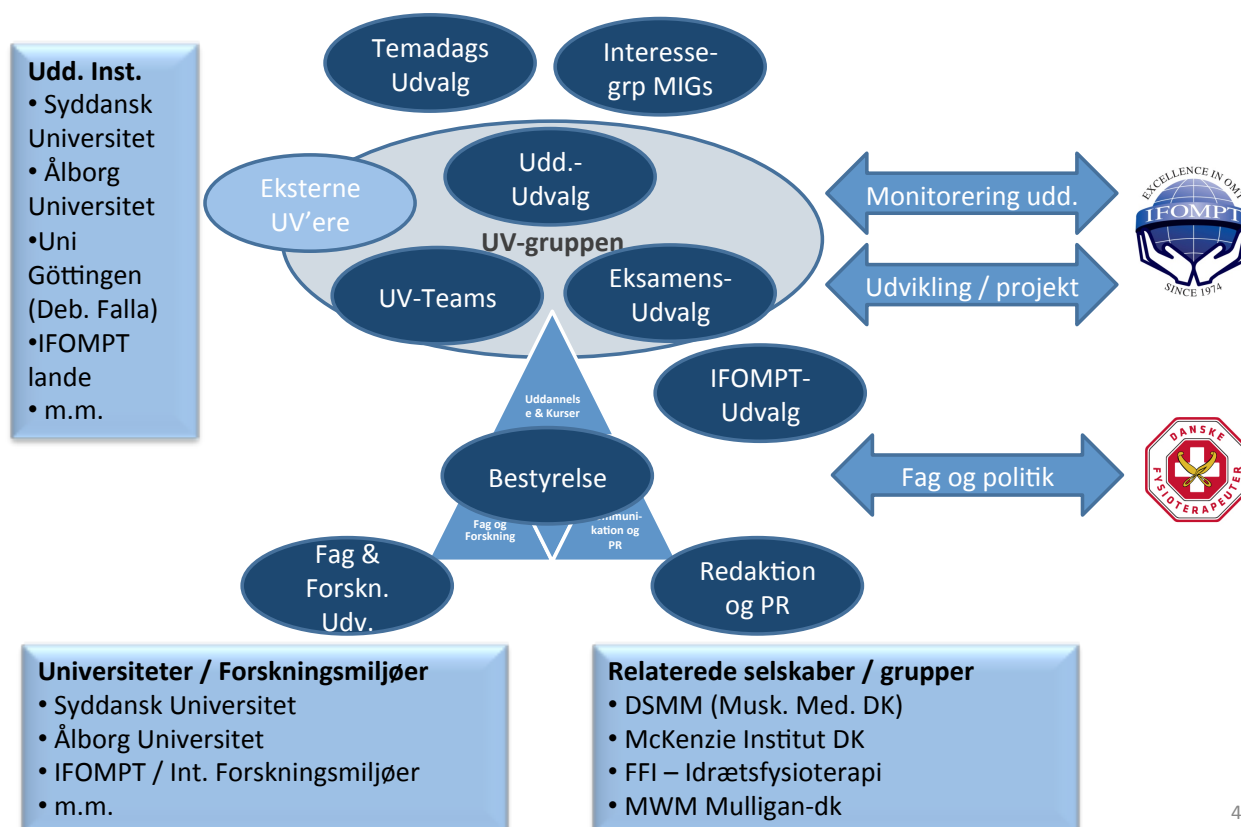 Temadags
Udvalg
Interesse-
grp MIGs
Udd. Inst.
• Syddansk
Universitet
• Ålborg
Universitet
•Uni
Göttingen
(Deb. Falla)
•IFOMPT
lande
• m.m.
Eksterne
UV'ere
Udd.-
Udvalg
UV-gruppen
UV-Teams
Eksamens-
Udvalg
Monitorering udd.
Udvikling / projekt
EXCELLENCE IN OMT
IFOMPT
SINCE 1974
Uddannels
e & Kurser
IFOMPT-
Udvalg
Bestyrelse
Fag og politik
DANSKE
FYSIOTERAPEUTER
Fag og
Forskning
mmuni-
kation og
PR
Fag &
Forskn.
Udv.
Redaktion
og PR
Universiteter / Forskningsmiljøer
• Syddansk Universitet
• Ålborg Universitet
• IFOMPT / Int. Forskningsmiljøer
• m.m.
Relaterede selskaber / grupper
• DSMM (Musk. Med. DK)
• McKenzie Institut DK
• FFI – Idrætsfysioterapi
• MWM Mulligan-dk
4